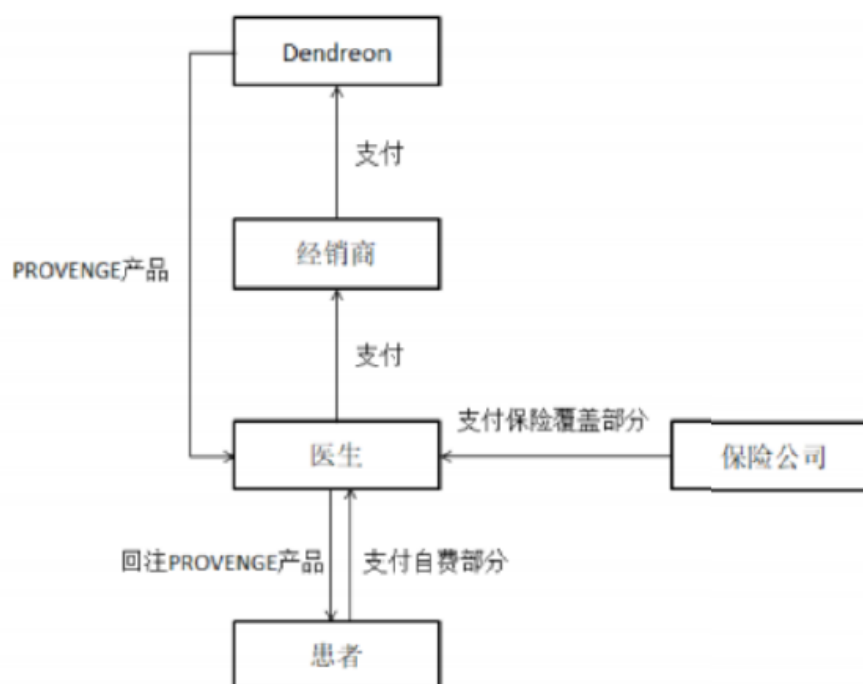 Dendreon
支付
经销商
PROVENGE产品
支付
支付保险覆盖部分
医生
保险公司
回注PROVENGE产品
支付自费部分
患者